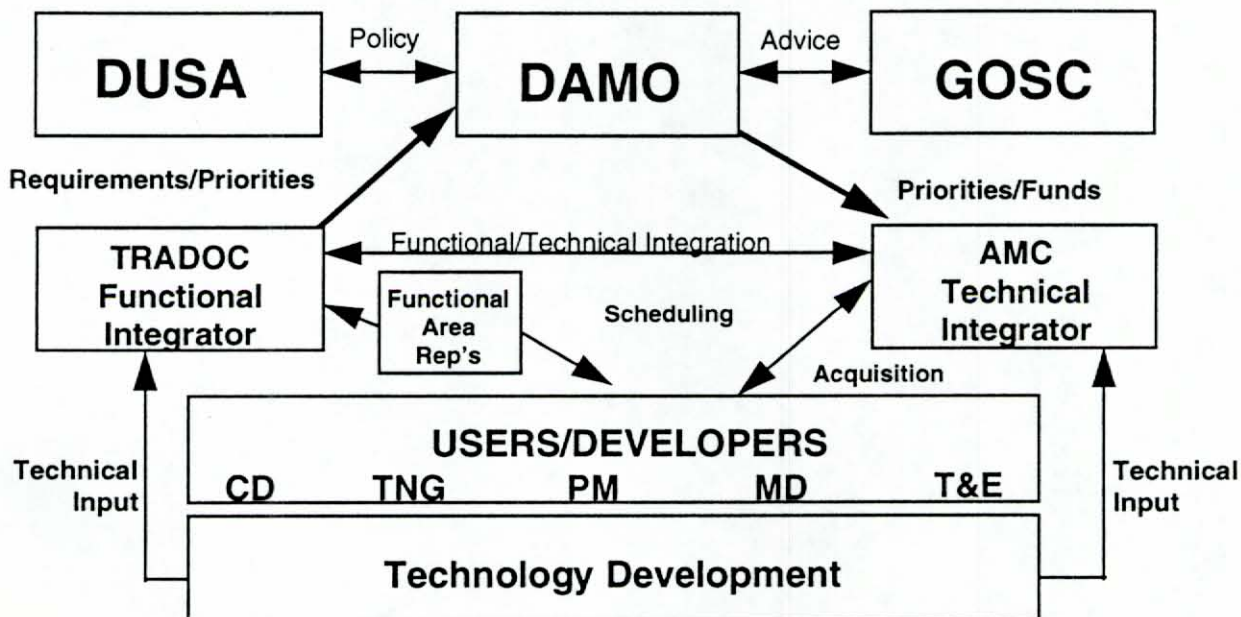 Policy
Advice
DUSA
DAMO
GOSC
Requirements/Priorities
Priorities/Funds
TRADOC
Functional
Integrator
Functional/Technical Integration
AMC
Technical
Integrator
Functional
Area
Rep's
Scheduling
Acquisition
USERS/DEVELOPERS
CD TNG PM MD T&E
Technical
Input
Technical
Input
Technology Development